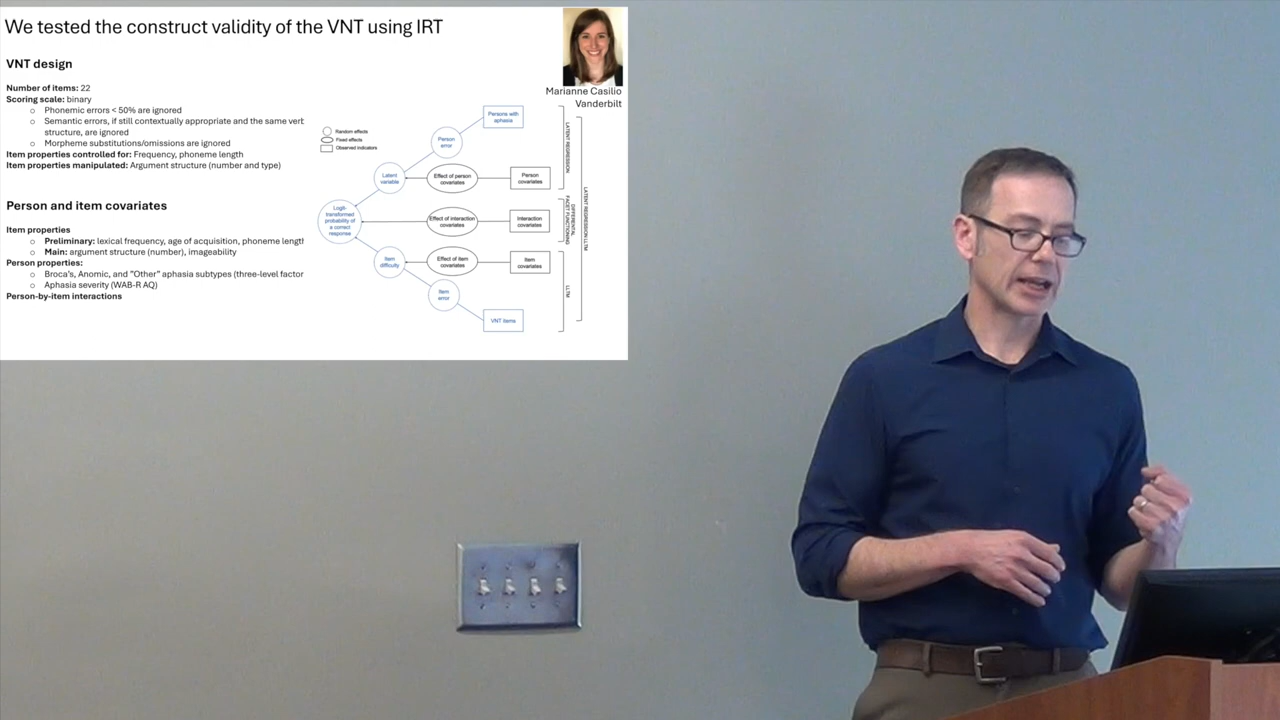 We tested the construct validity of the VNT using IRT
Marianne Casilio
Vanderbilt
VNT design
Number of items: 22
Scoring scale: binary
o Phonemic errors < 50% are ignored
o Semantic errors, if still contextually appropriate and the same vert
structure, are ignored
o Morpheme substitutions/omissions are ignored
Item properties controlled for: Frequency, phoneme length
Item properties manipulated: Argument structure (number and type)
Person and item covariates
Item properties
o Preliminary: lexical frequency, age of acquisition, phoneme length
o Main: argument structure (number), imageability
Person properties:
o Broca's, Anomic, and "Other" aphasia subtypes (three-level factor
o Aphasia severity (WAB-R AQ)
Person-by-item interactions
Random effects
Fixed effects
Observed indicators
Persons with
aphasia
Person
error
Latent
variable
Effect of person
covariates
Person
covariates
Logit-
transformed
probability of
a correct
response
Effect of interaction
covariates
Interaction
covariates
Item
difficulty
Effect of item
covariates
Item
covariates
Item
error
VNT items
LATENT REGRESSION
DIFFERENTIAL
FACET FUNCTIONING
LLTM
LATENT REGRESSION LLTM